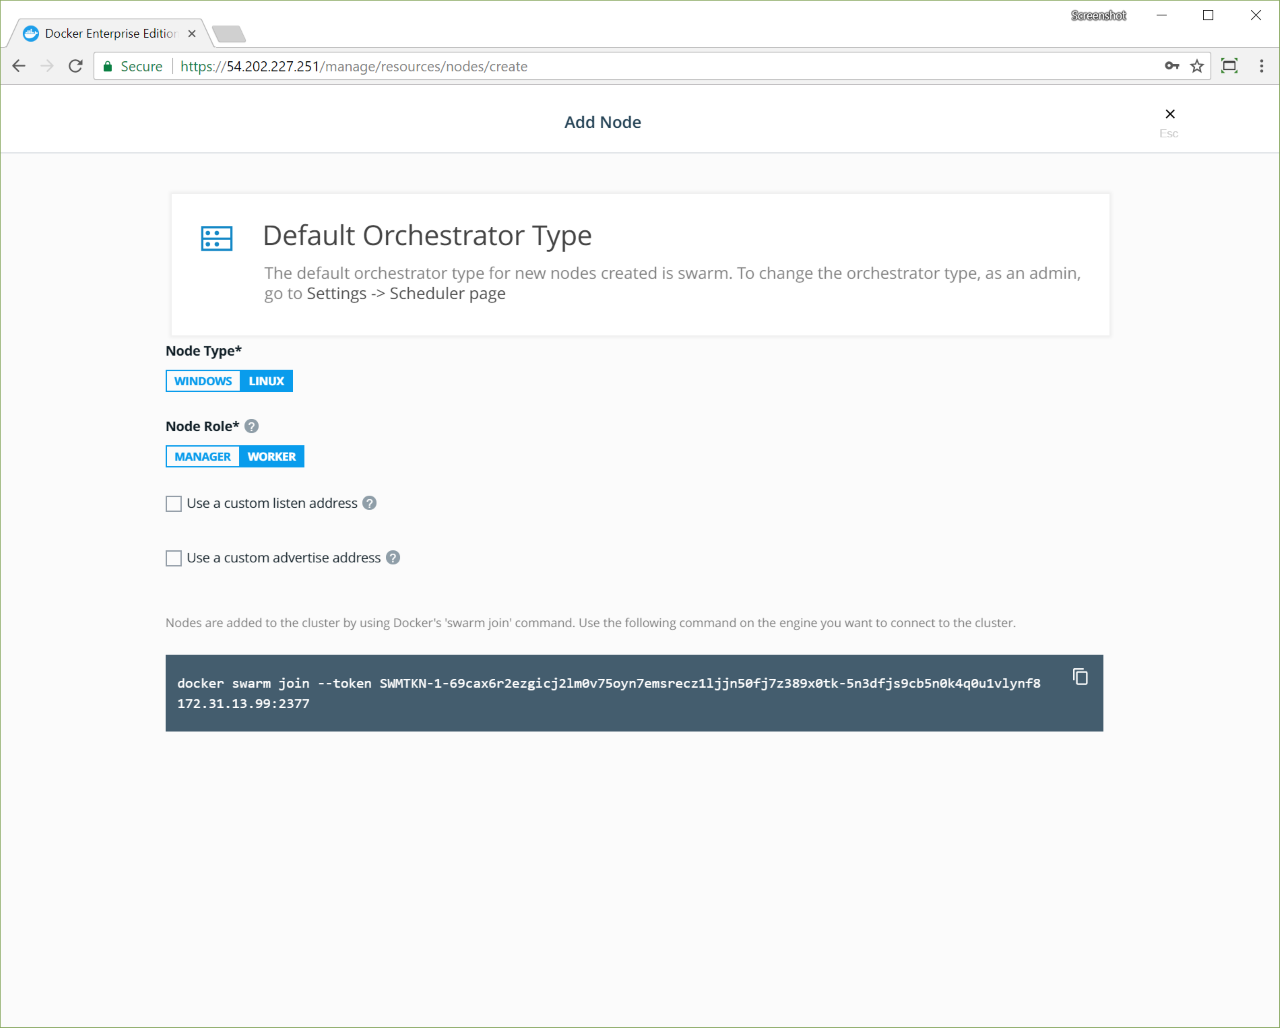 Screenshot
Docker Enterprise Edition
Secure https://54.202.227.251/manage/resources/nodes/create
Add Node
Esc
Default Orchestrator Type
The default orchestrator type for new nodes created is swarm. To change the orchestrator type, as an admin,
go to Settings -> Scheduler page
Node Type*
WINDOWS LINUX
Node Role* ?
MANAGER WORKER
Use a custom listen address ?
Use a custom advertise address ?
Nodes are added to the cluster by using Docker's 'swarm join' command. Use the following command on the engine you want to connect to the cluster.
docker swarm join --token SWMTKN-1-69cax6r2ezgicj2lm0v75oyn7emsrecz1ljjn50fj7z389x0tk-5n3dfjs9cb5n0k4q0u1vlynf8
172.31.13.99:2377